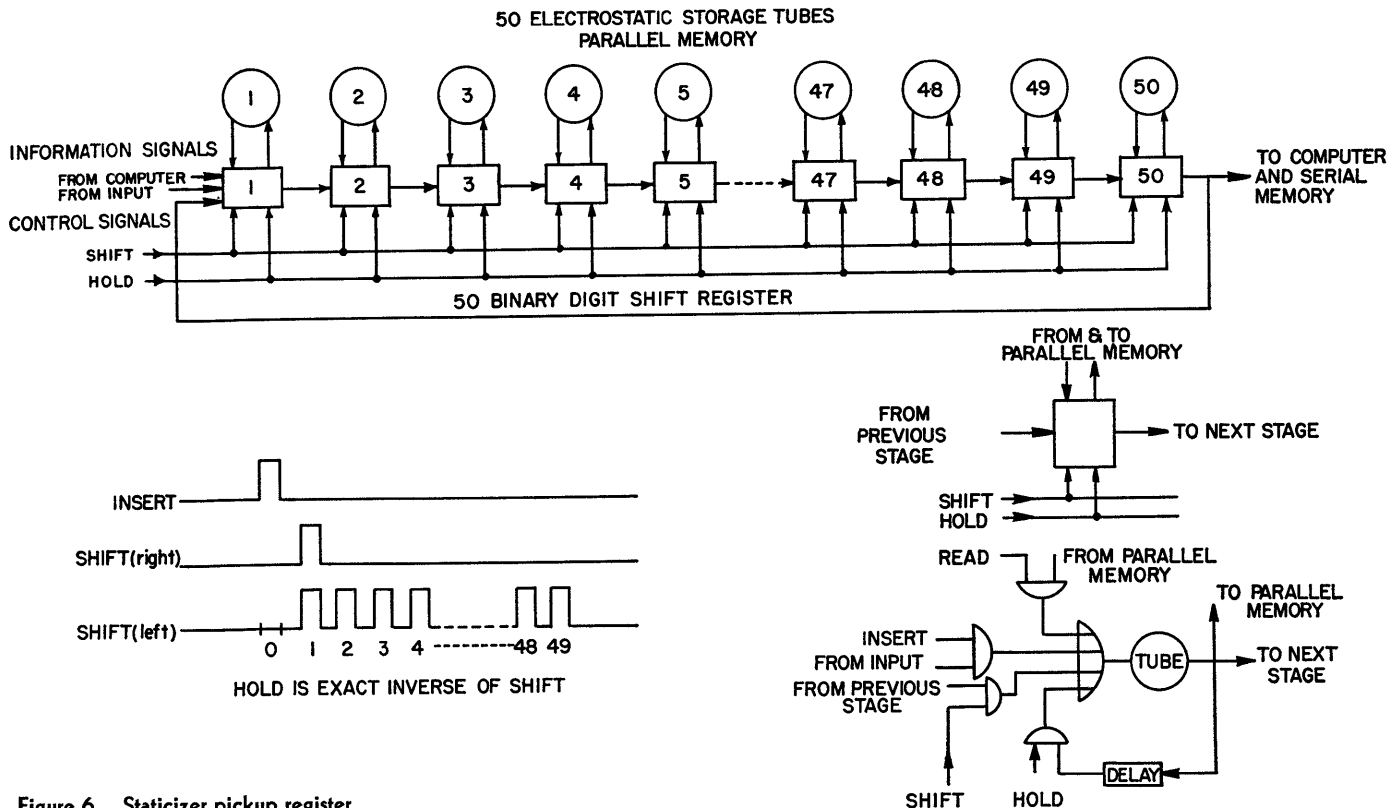 50 ELECTROSTATIC STORAGE TUBES
PARALLEL MEMORY
1 2 3 4 5 47 48 49 50
INFORMATION SIGNALS
FROM COMPUTER
FROM INPUT
CONTROL SIGNALS
1 2 3 4 5 47 48 49 50
TO COMPUTER
AND SERIAL
MEMORY
SHIFT
HOLD
50 BINARY DIGIT SHIFT REGISTER
FROM & TO
PARALLEL MEMORY
FROM
PREVIOUS
STAGE
TO NEXT STAGE
SHIFT
HOLD
INSERT
SHIFT(right)
SHIFT(left)
0 1 2 3 4 48 49
HOLD IS EXACT INVERSE OF SHIFT
READ
FROM PARALLEL
MEMORY
TO PARALLEL
MEMORY
INSERT
FROM INPUT
FROM PREVIOUS
STAGE
TUBE
TO NEXT
STAGE
DELAY
SHIFT
HOLD
Figure 6. Staticizer pickup register